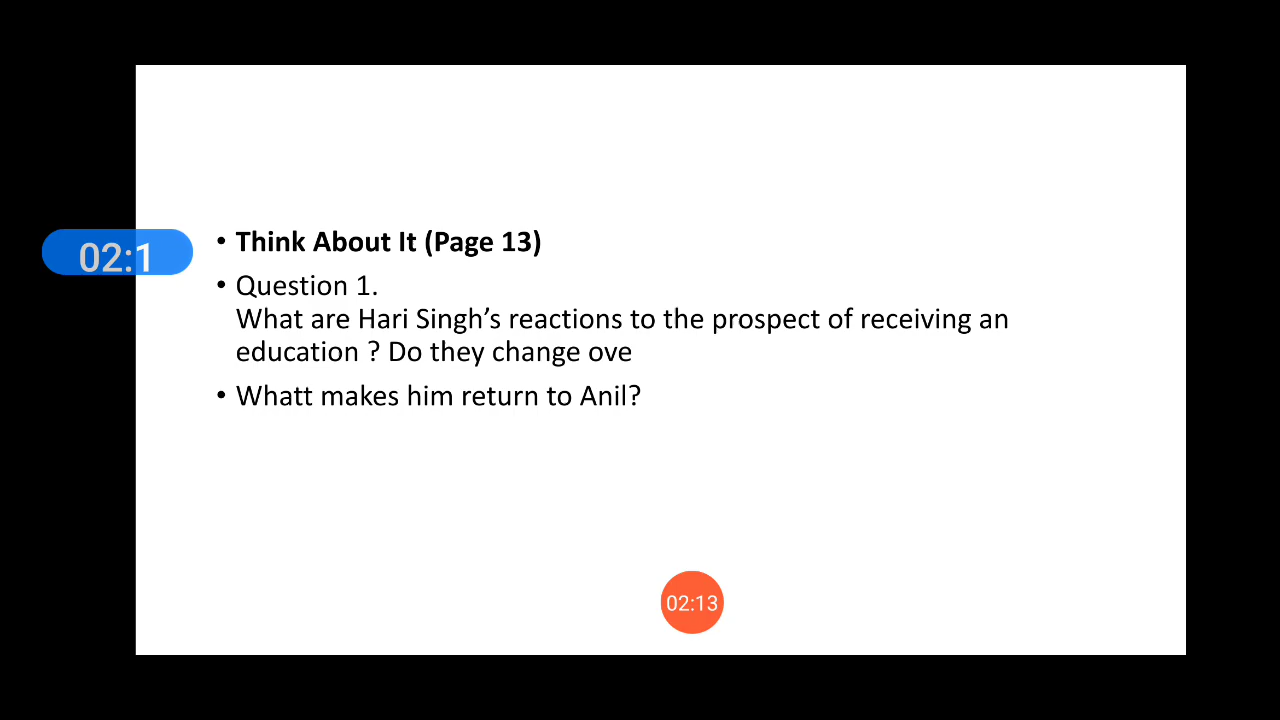 Think About It (Page 13)
02:1
Question 1.
What are Hari Singh’s reactions to the prospect of receiving an
education ? Do they change ove
Whatt makes him return to Anil?
02:13